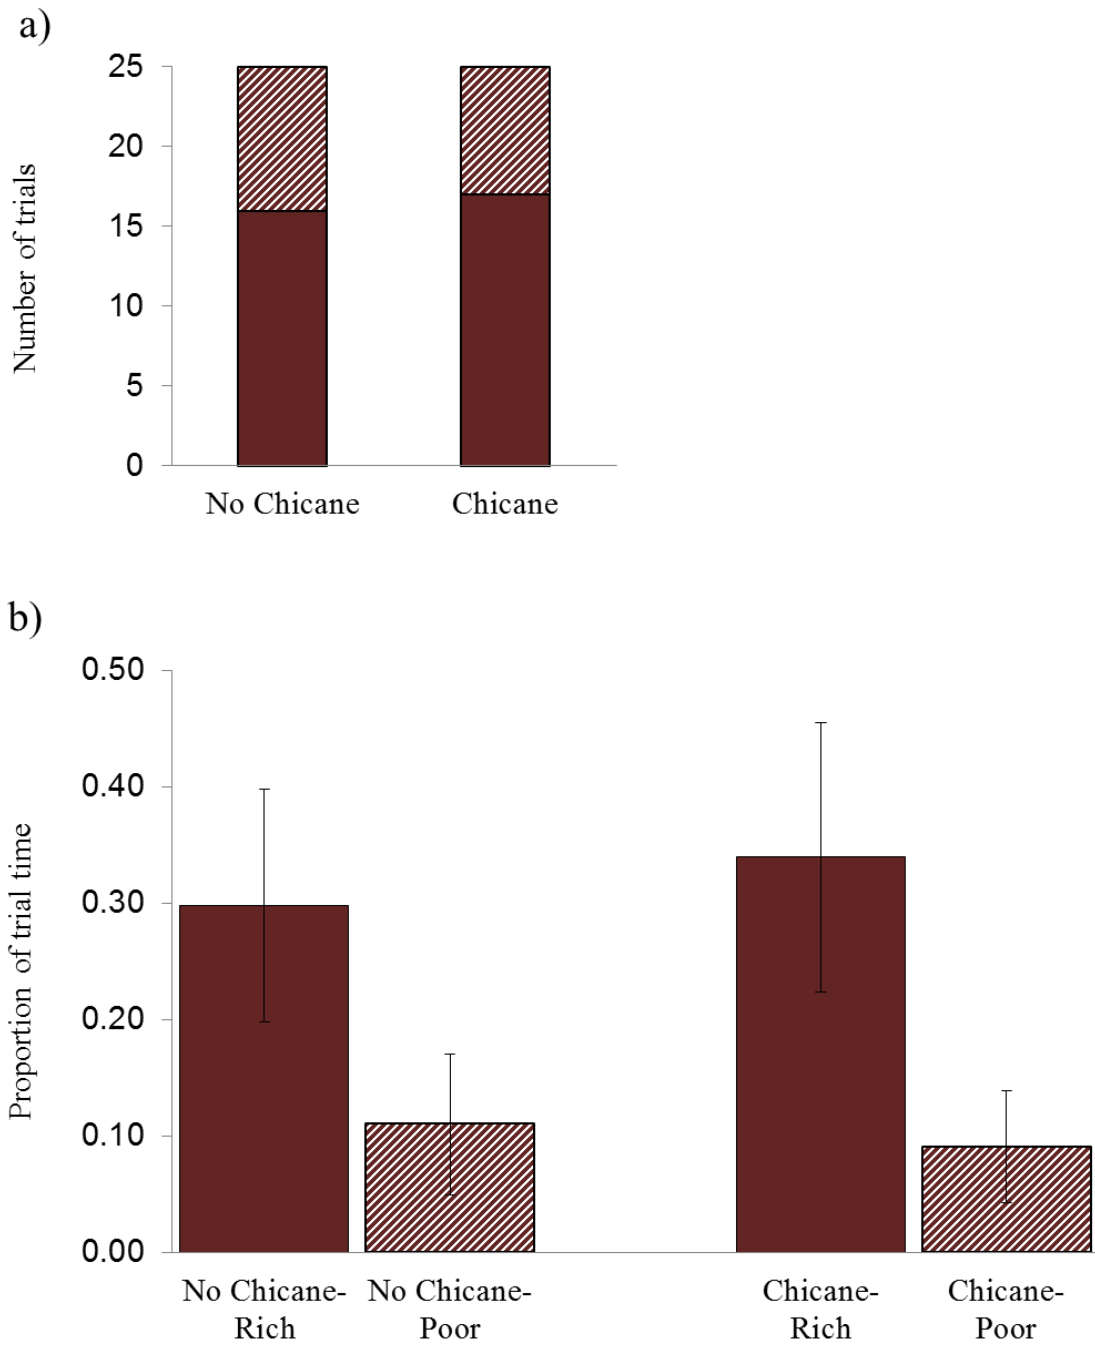 a)
Number of trials
25
20
15
10
5
0
No Chicane
Chicane
b)
Proportion of trial time
0.50
0.40
0.30
0.20
0.10
0.00
No Chicane-
Rich
No Chicane-
Poor
Chicane-
Rich
Chicane-
Poor